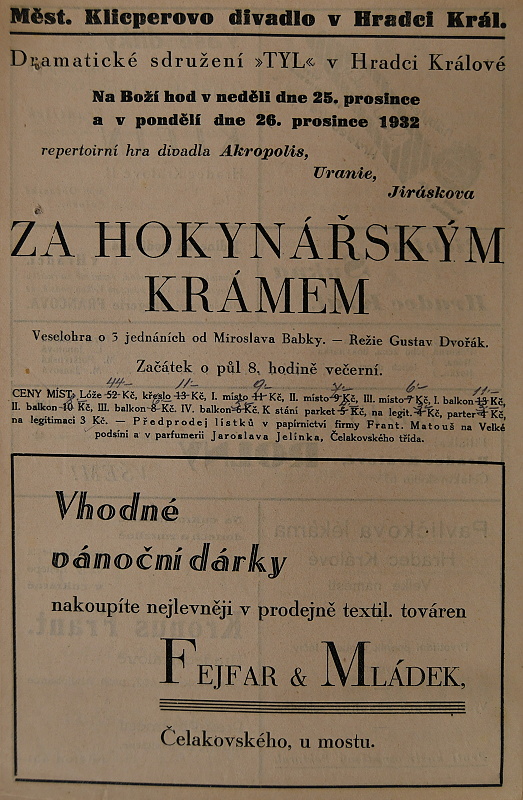 Měst. Klicperovo divadlo v Hradci Král.
Dramatické sdružení »TYL« v Hradci Králové
Na Boží hod v neděli dne 25. prosince
a v pondělí dne 26. prosince 1932
repertoirní hra divadla Akropolis,
Uranie,
Jiráskova
ZA HOKYNÁŘSKÝM
KRÁMEM
Veselohra o 3 jednáních od Miroslava Babky. — Režie Gustav Dvořák.
Začátek o půl 8. hodině večerní.
44- 11- 9- 7- 6- 11-
CENY MÍST: Lóže 52 Kč, křeslo 13 Kč, I. místo 11 Kč, II. místo 9 Kč, III. místo 7 Kč, I. balkon 13 Kč,
II. balkon 10 Kč, III. balkon 6 Kč, IV. balkon Kč. K stání parket 5 Kč, na legit. 4 Kč, parter 4 Kč,
na legitimaci 3 Kč. — Předprodej lístků v papírnictví firmy Frant. Matouš na Velké
podsíni a v parfumerii Jaroslava Jelínka, Čelakovského třída.
Vhodné
vánoční dárky
nakoupíte nejlevněji v prodejně textil. továren
FEJFAR & MLÁDEK,
Čelakovského, u mostu.